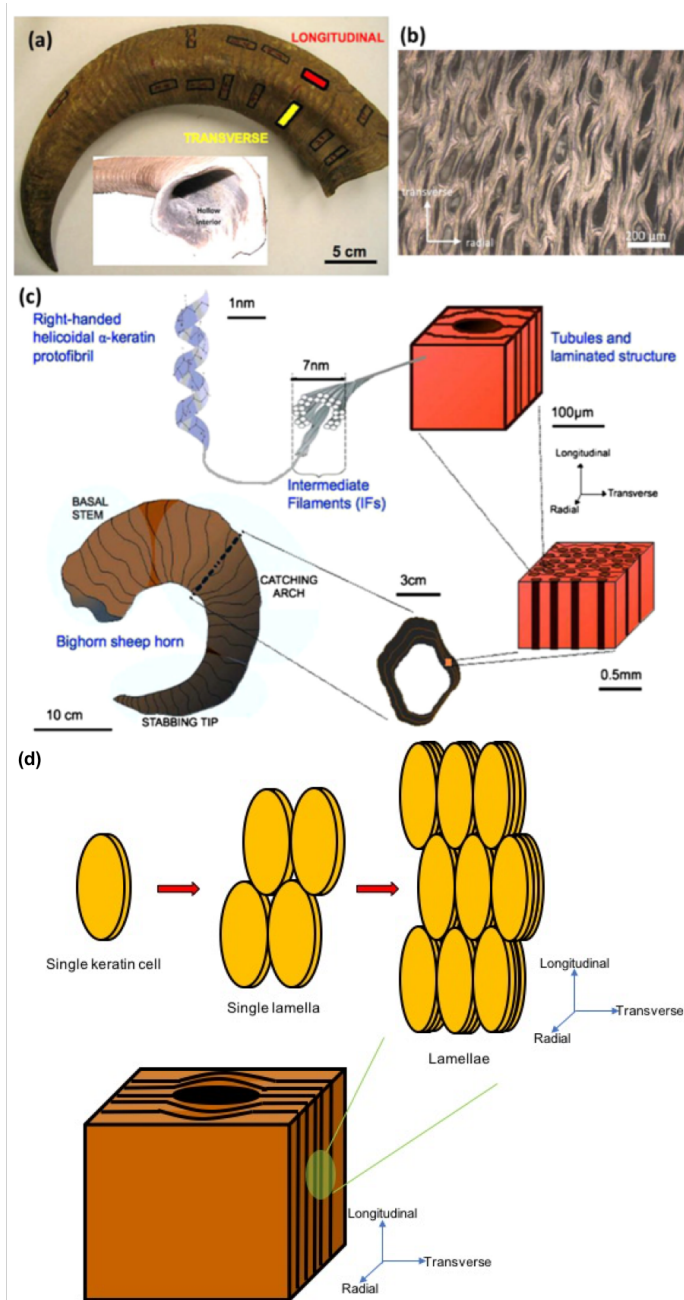 (a)
LONGITUDINAL
TRANSVERSE
Hollow
interior
5 cm
(b)
transverse
radial
200 µm
(c)
Right-handed
helicoidal α-keratin
protofibril
1nm
7nm
Intermediate
Filaments (IFs)
Tubules and
laminated structure
100µm
Longitudinal
Transverse
Radial
BASAL
STEM
CATCHING
ARCH
Bighorn sheep horn
10 cm
STABBING TIP
3cm
0.5mm
(d)
Single keratin cell
Single lamella
Lamellae
Longitudinal
Transverse
Radial
Longitudinal
Transverse
Radial